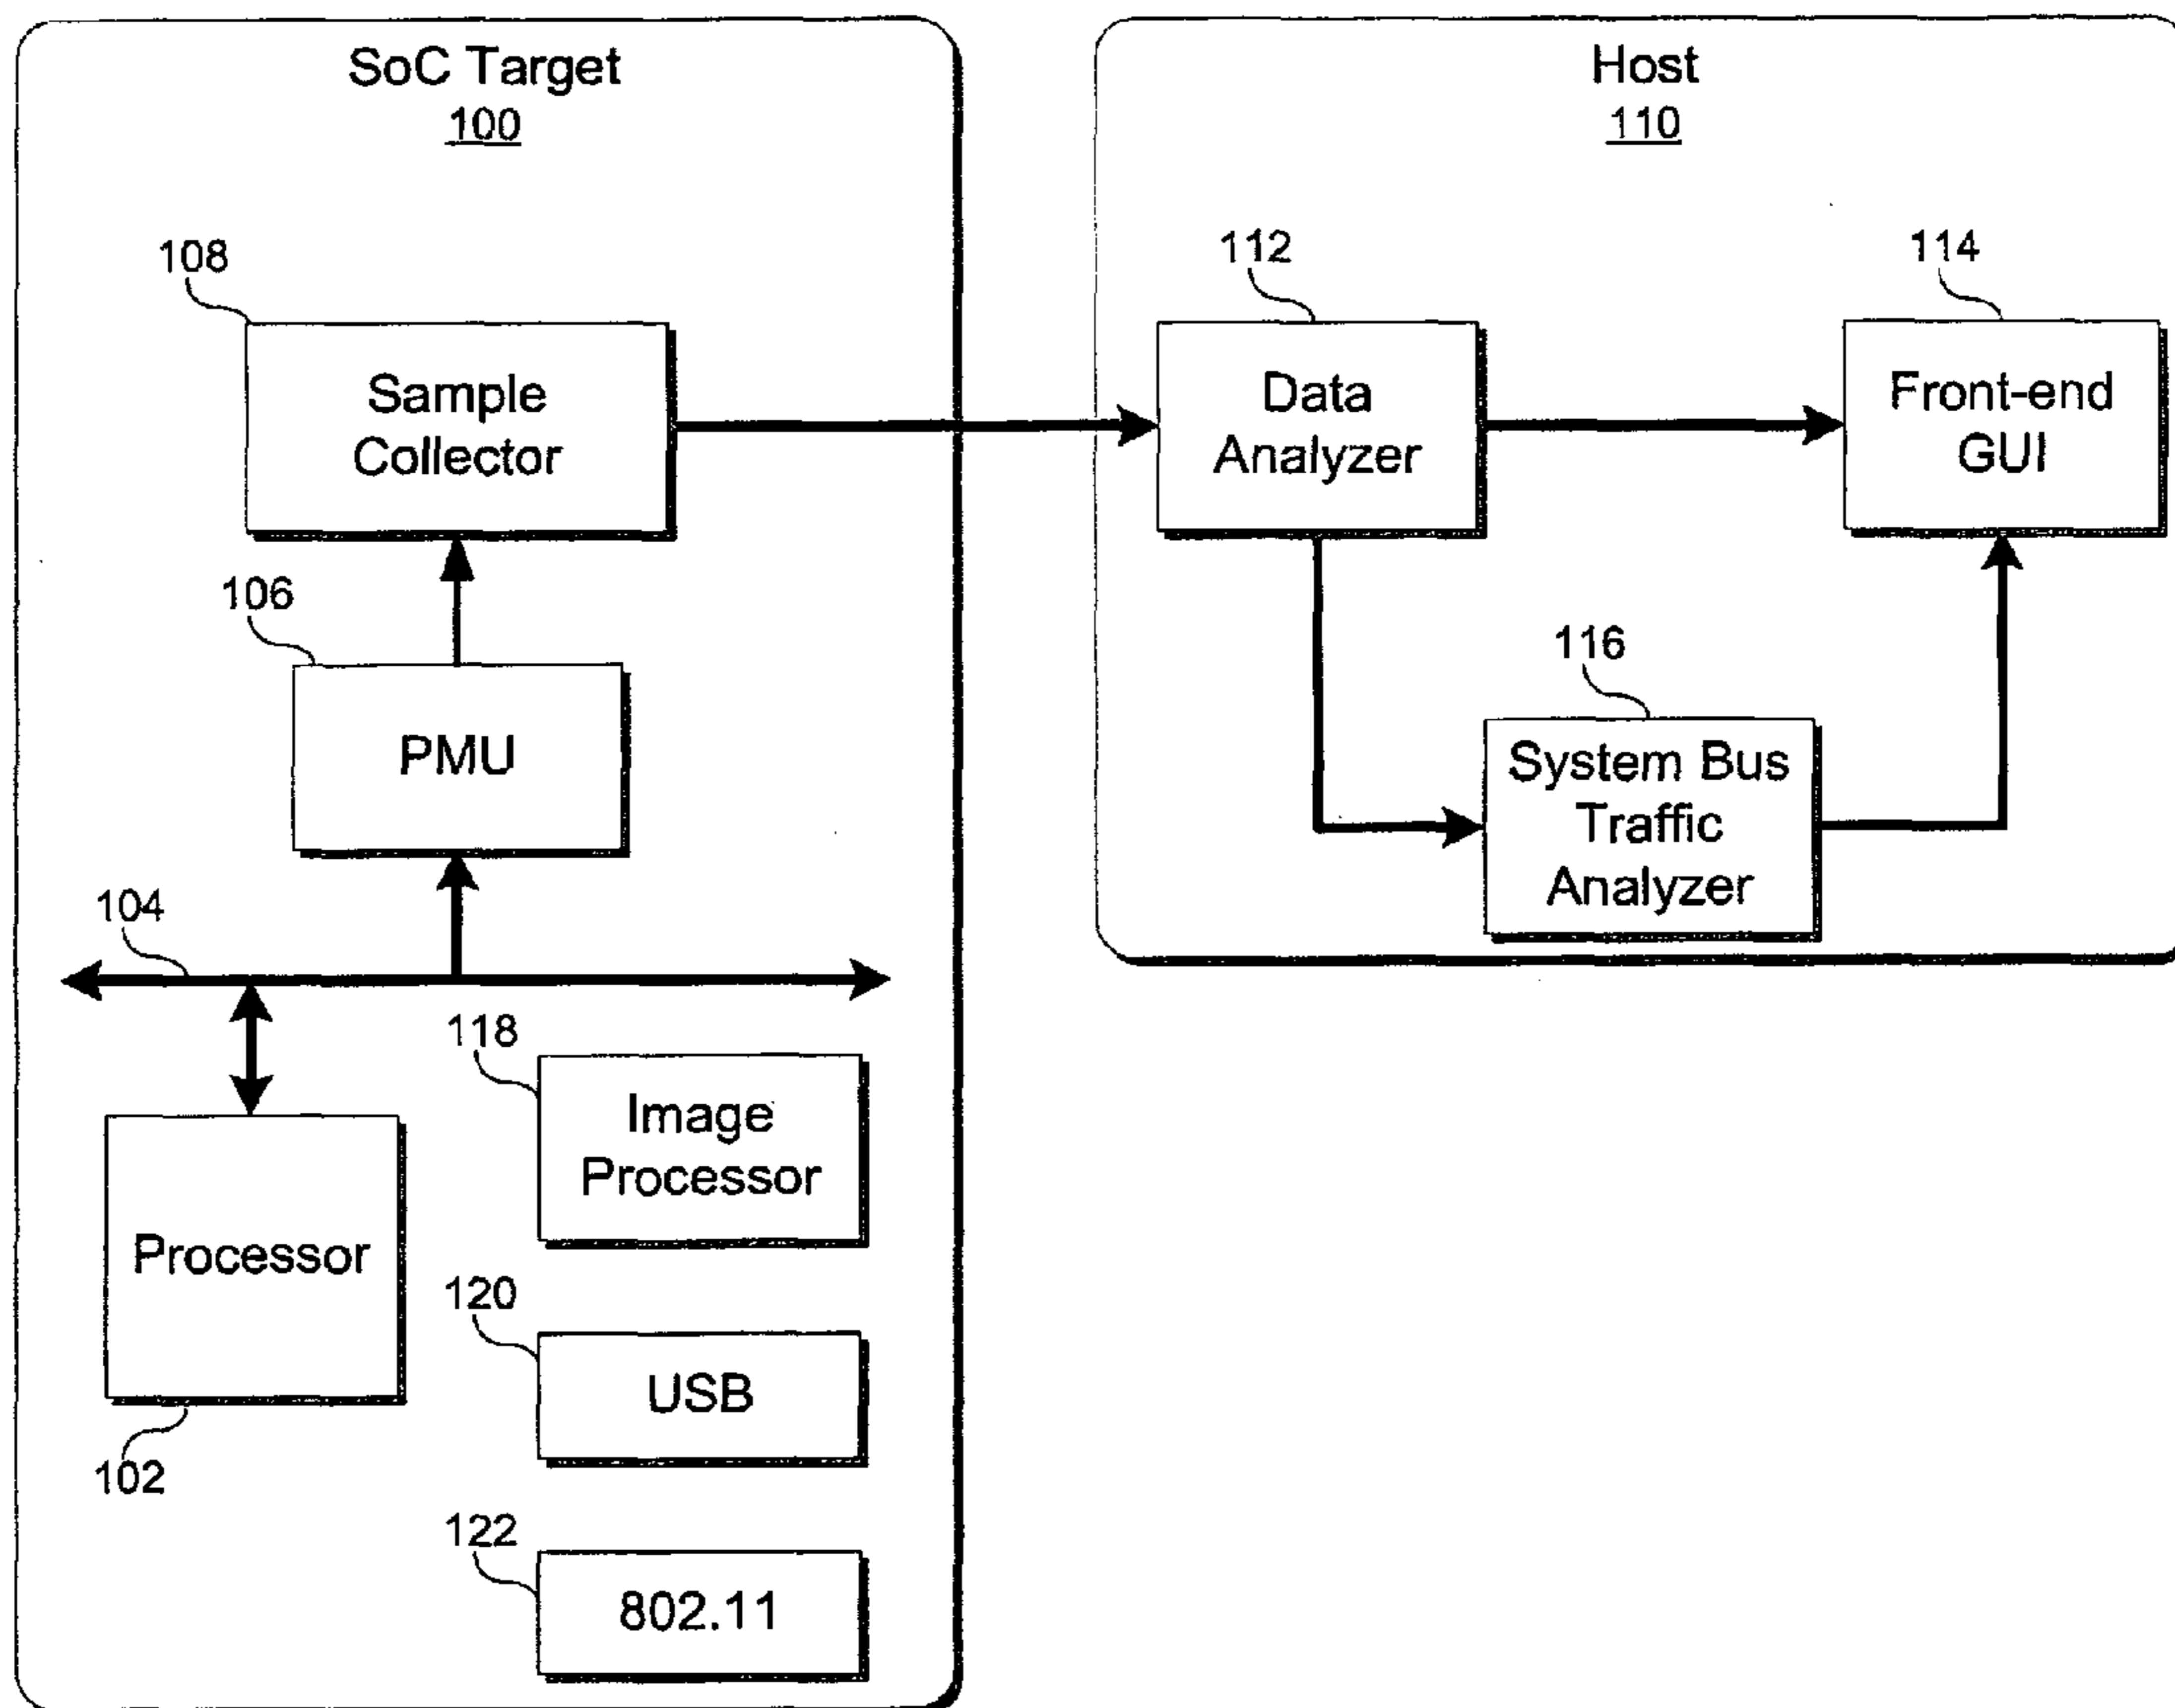 SoC Target
100
108
Sample
Collector
106
PMU
104
118
Image
Processor
Processor
102
120
USB
122
802.11
Host
110
112
Data
Analyzer
114
Front-end
GUI
116
System Bus
Traffic
Analyzer